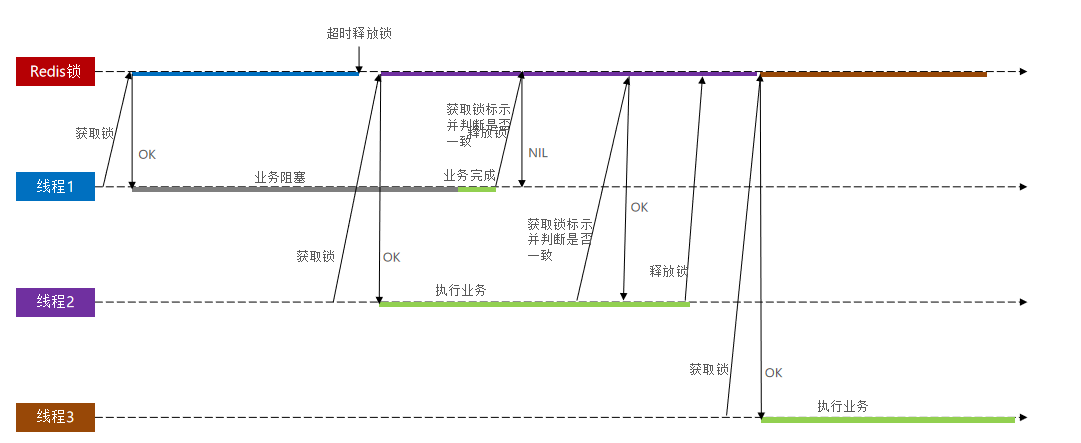 超时释放锁
Redis锁
获取锁
OK
获取锁标示
并判断是否
一致
释放锁
NIL
线程1
业务阻塞
业务完成
获取锁
OK
获取锁标示
并判断是否
一致
OK
释放锁
线程2
执行业务
获取锁
OK
线程3
执行业务